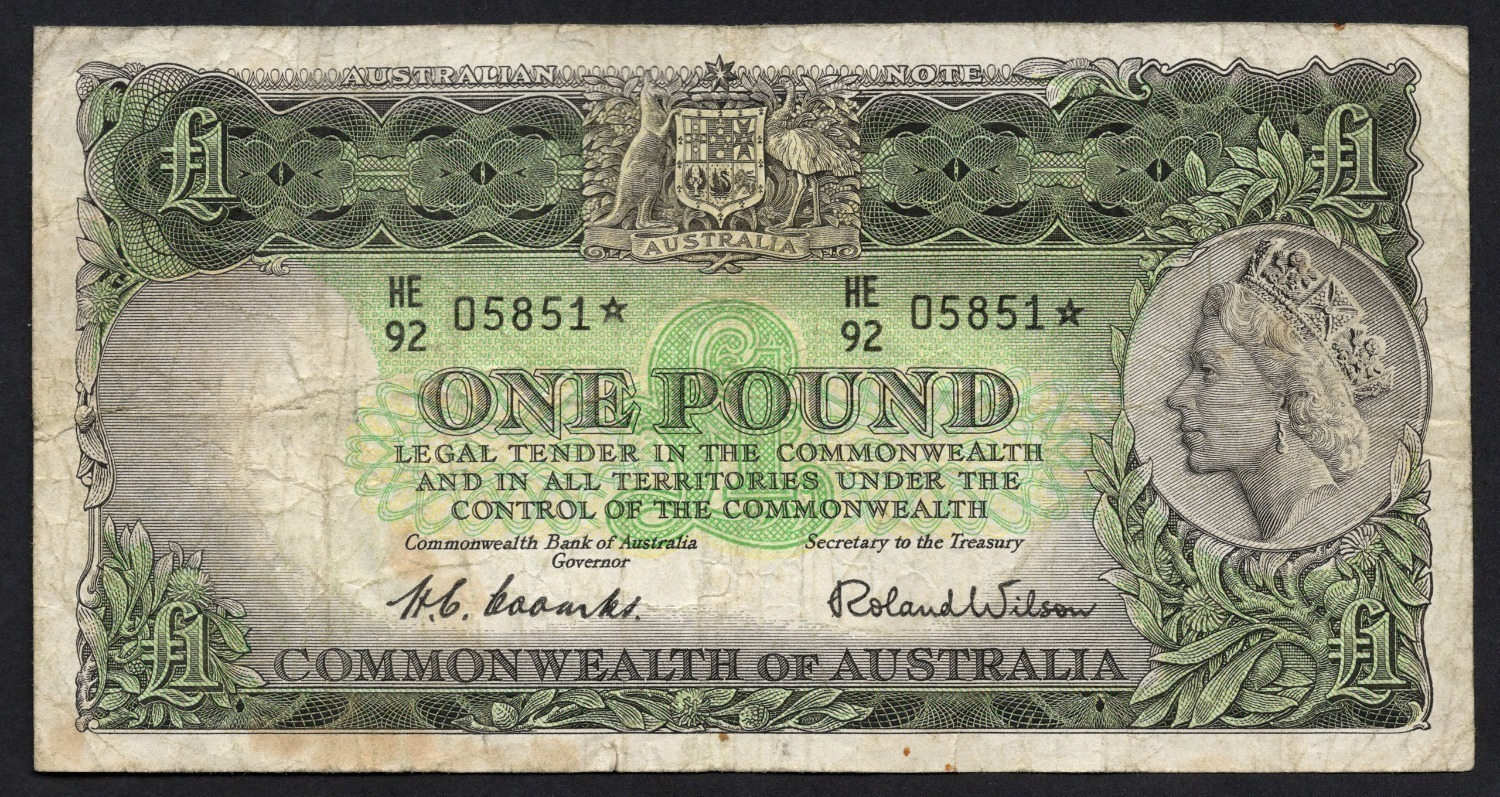 AUSTRALIAN NOTE
£1 £1
AUSTRALIA
HE 92 05851☆ HE 92 05851☆
£1
ONE POUND
LEGAL TENDER IN THE COMMONWEALTH
AND IN ALL TERRITORIES UNDER THE
CONTROL OF THE COMMONWEALTH
Commonwealth Bank of Australia Secretary to the Treasury
Governor
H.C. Coombs. Roland Wilson
£1 £1
COMMONWEALTH OF AUSTRALIA